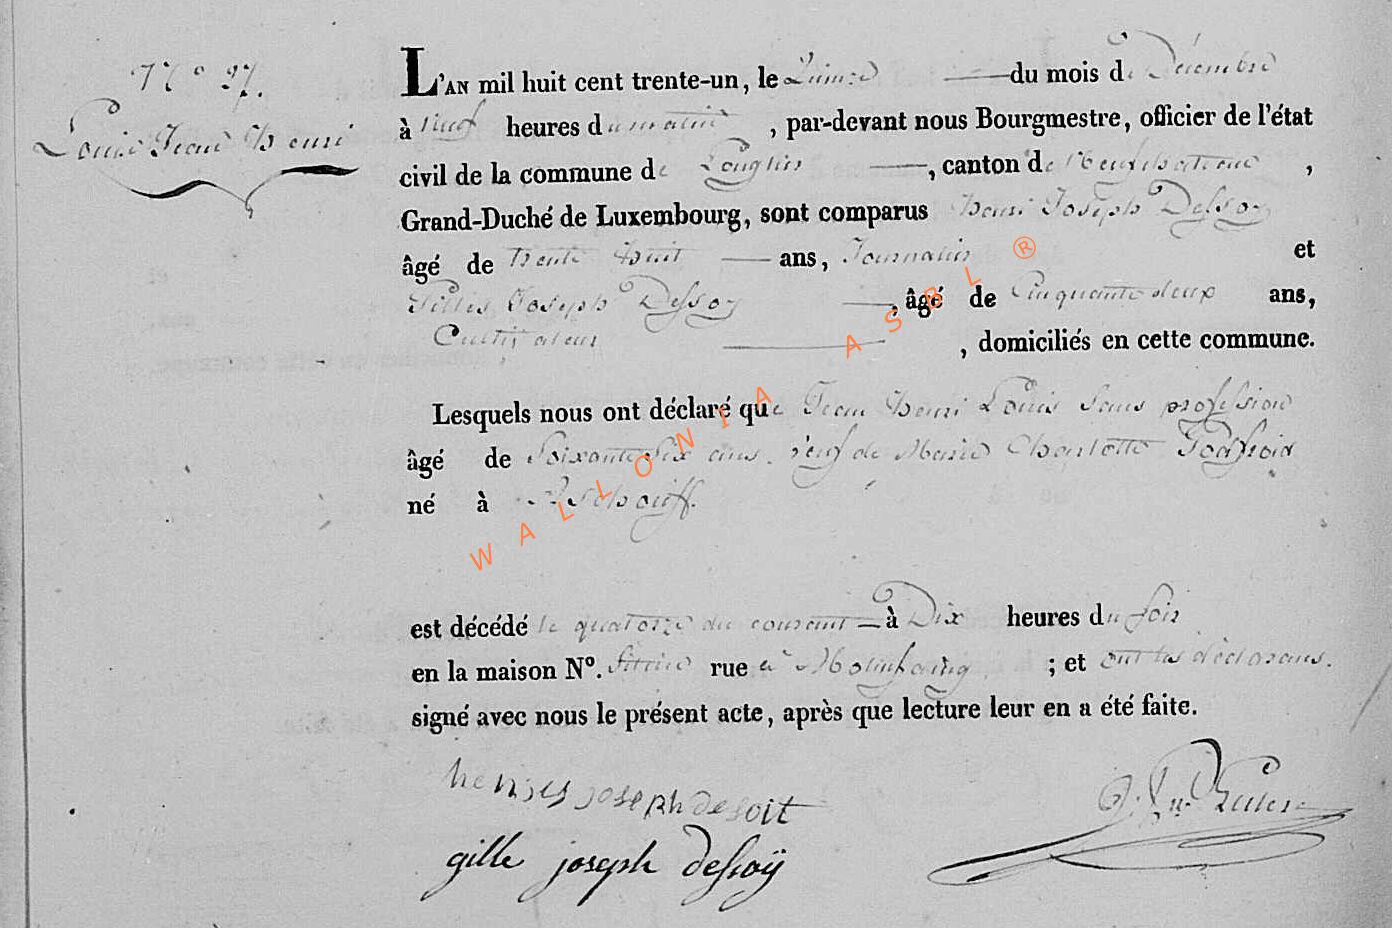 N° 27.
Louis Jean Henri
L'AN mil huit cent trente-un, le Quinze du mois de Décembre
à neuf heures du matin, par-devant nous Bourgmestre, officier de l'état
civil de la commune de Longlier, canton de Neufchateau,
Grand-Duché de Luxembourg, sont comparus Henri Joseph Dessoy
âgé de trente huit ans, Journalier et
Gilles Joseph Dessoy, âgé de Cinquante deux ans,
Cultivateur, domiciliés en cette commune.
Lesquels nous ont déclaré que Jean Henri Louis sans profession
âgé de Soixante Six ans. veuf de Marie Charlotte
né à
est décédé le quatorze du courant à Dix heures du soir
en la maison N°. rue à Molinfaing ; et ont les déclarans.
signé avec nous le présent acte, après que lecture leur en a été faite.
henri joseph desoit
gille joseph dessoÿ
WALLONIA ASBL ®